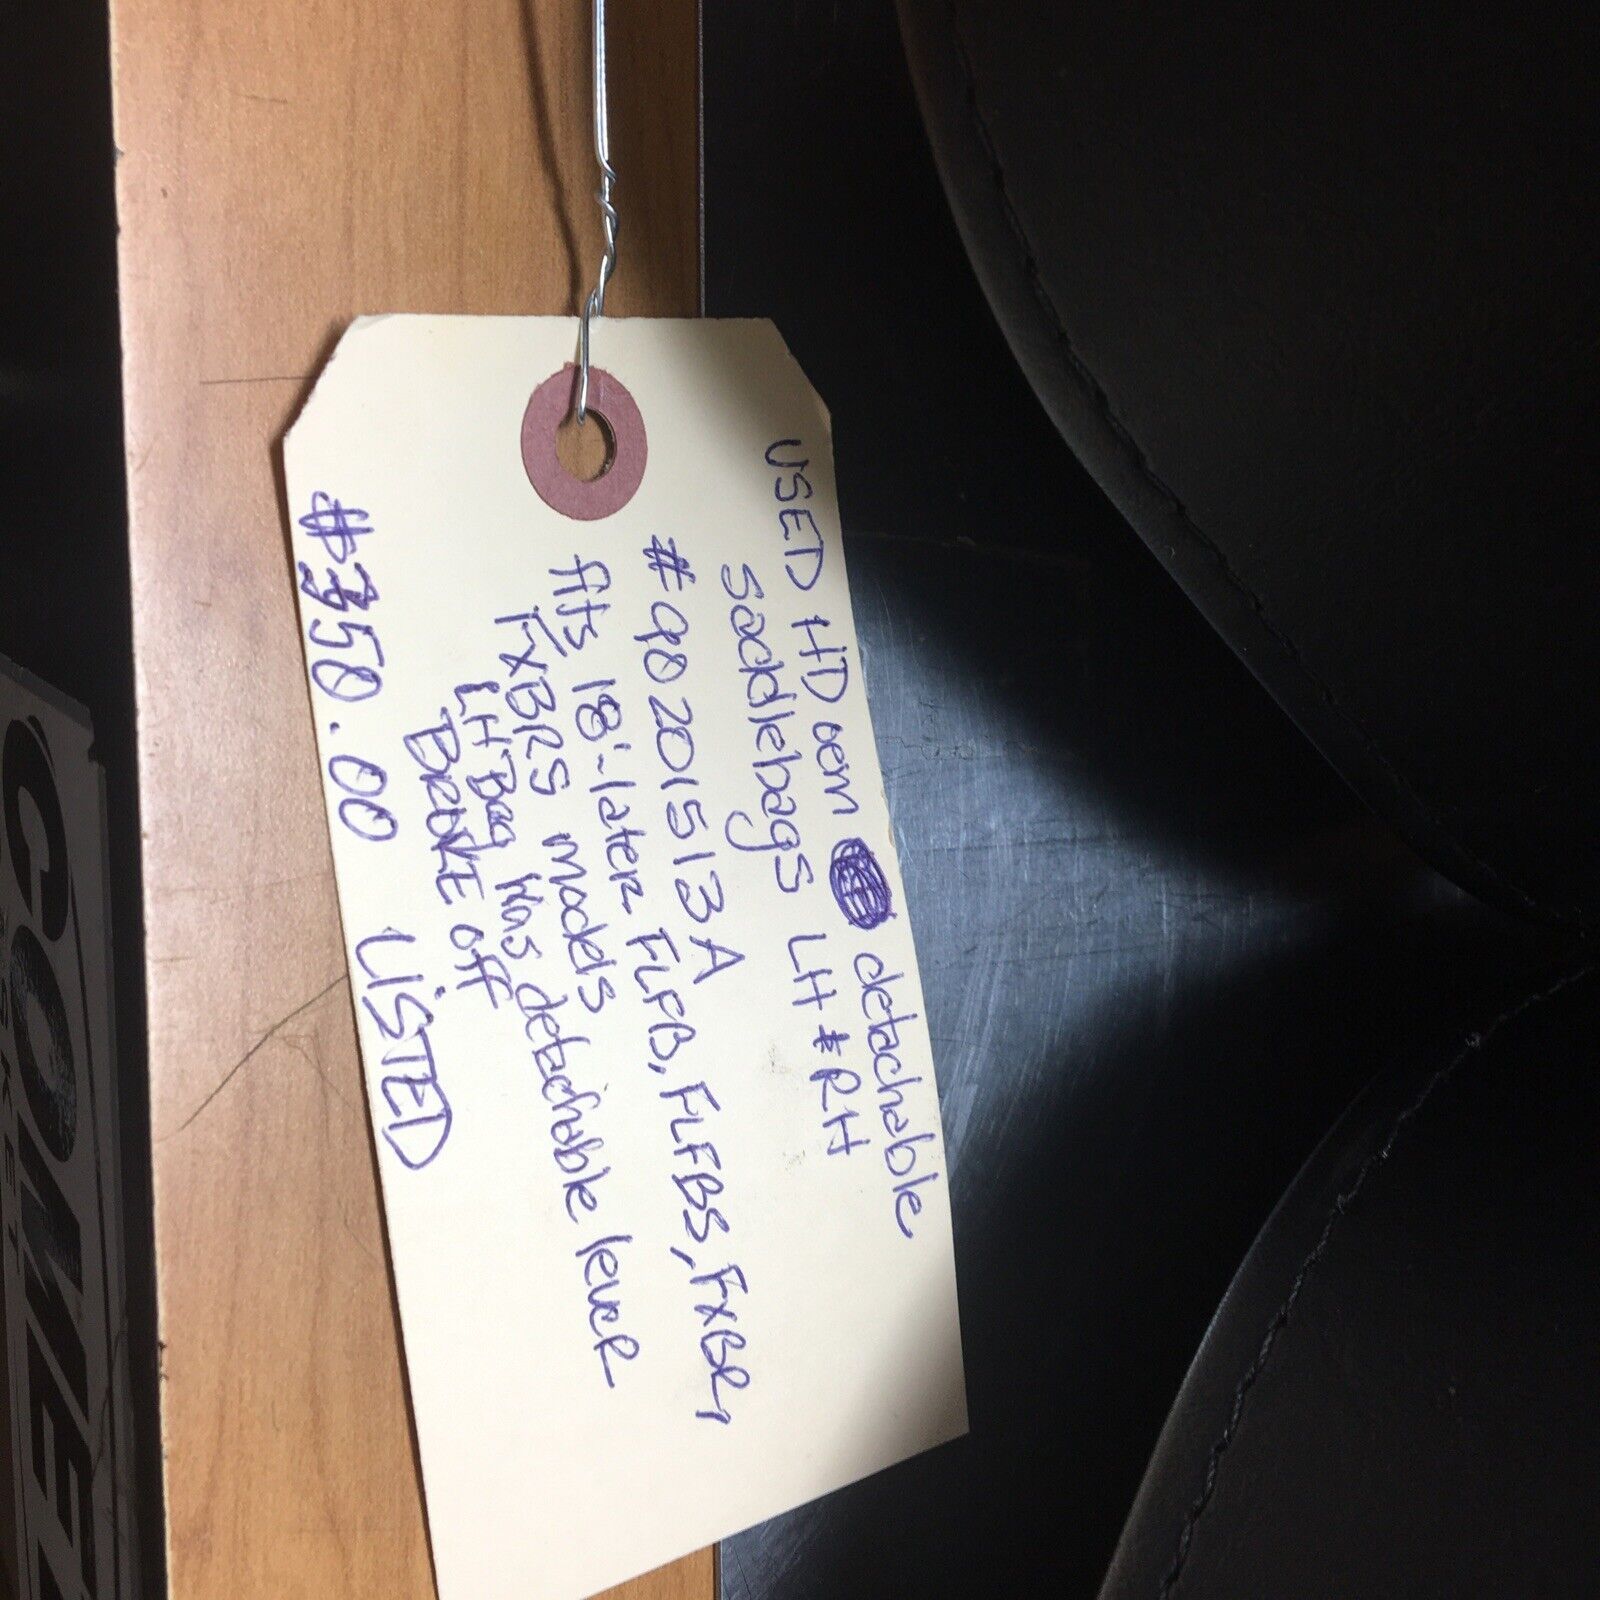 USED HD oem detachable
Saddlebags LH & RH
#90201513A
fits 18'-later FLFB, FLFBS, FXBR,
FXBRS models
LH Bag has detachable lever
BROKE off
$350.00 LISTED